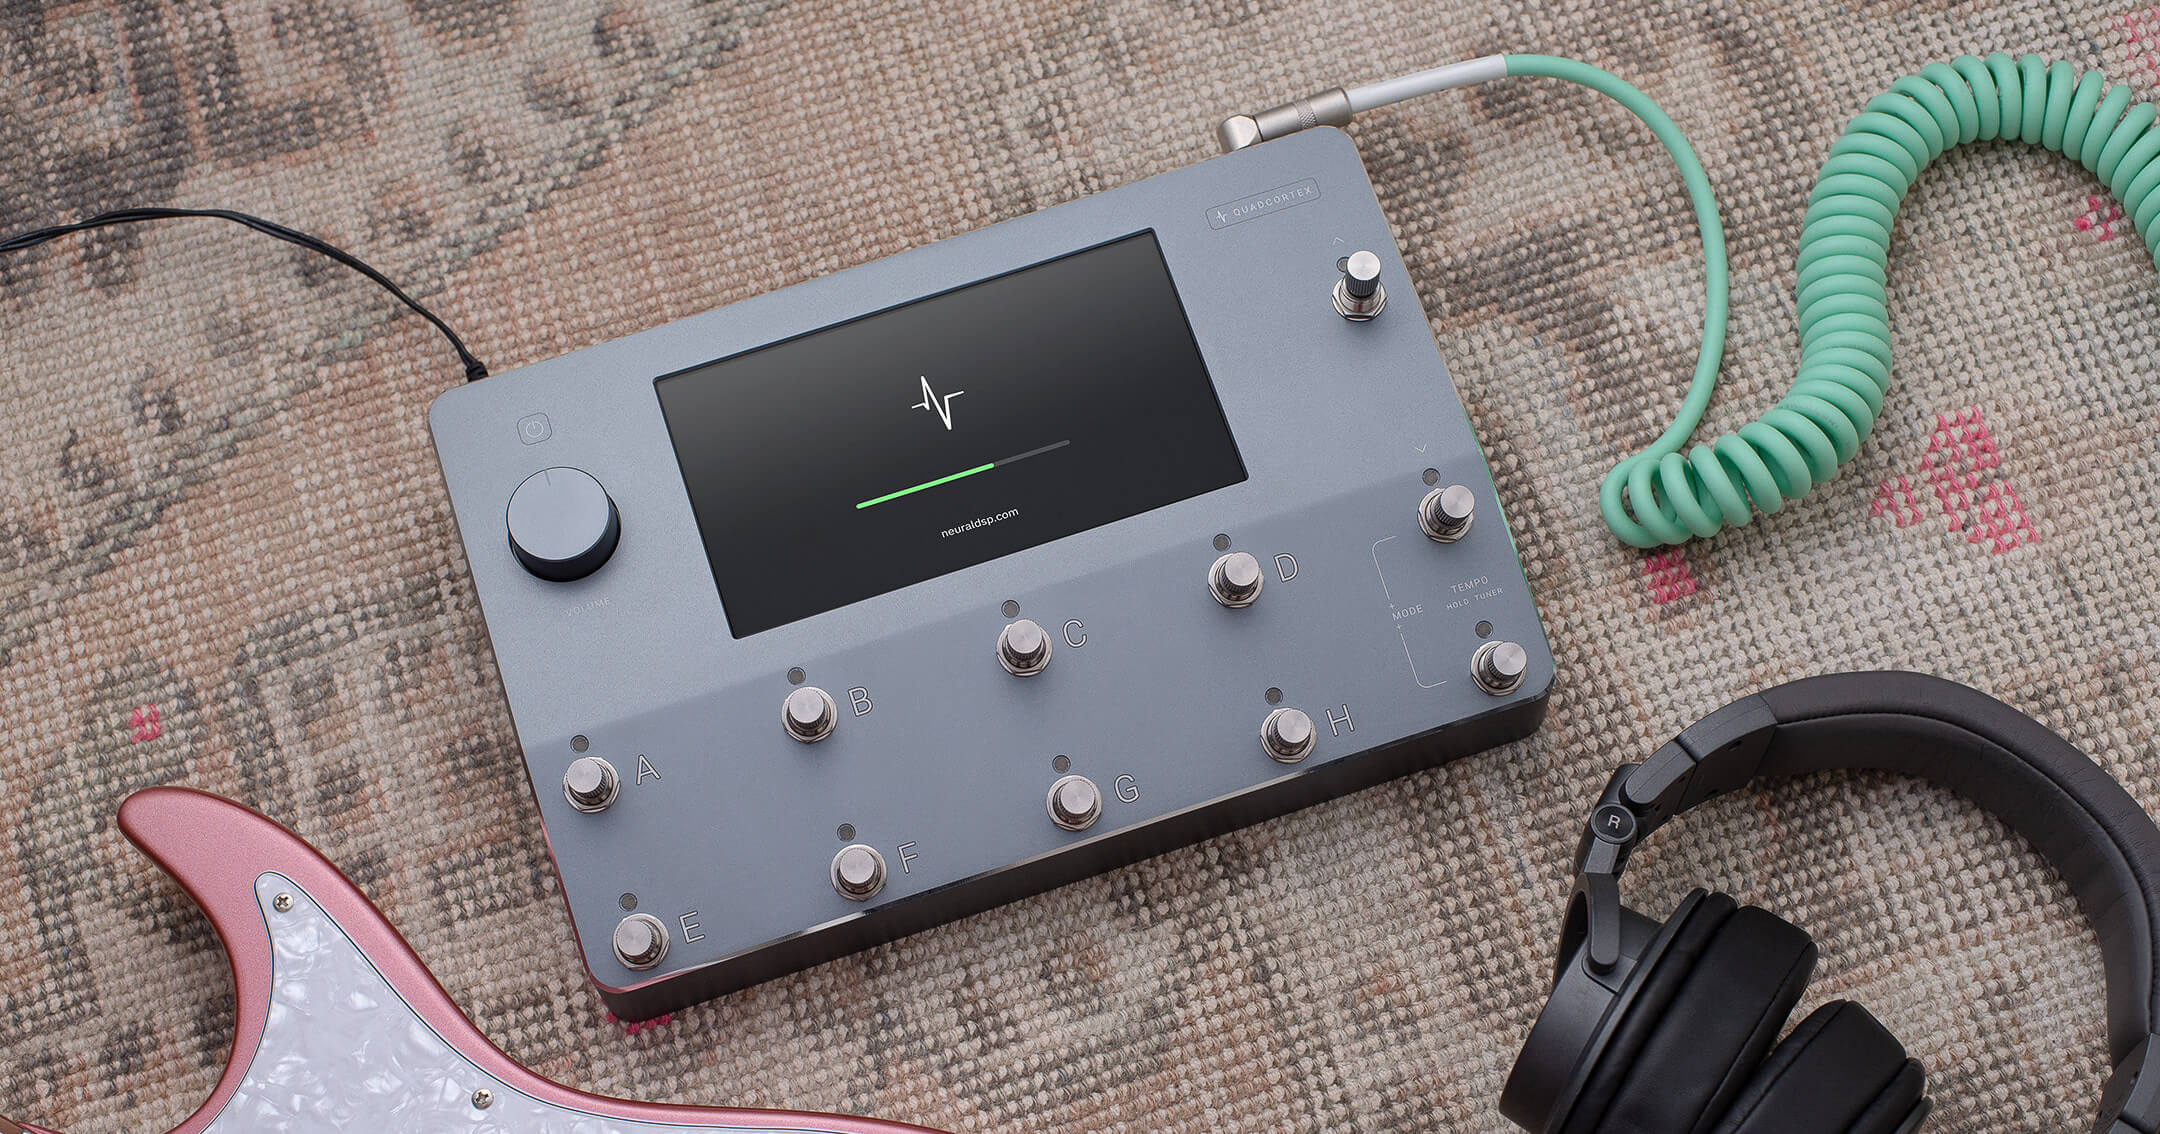 QUADCORTEX
neuraldsp.com
VOLUME
A
B
C
D
E
F
G
H
MODE
TEMPO
HOLD TUNER
R